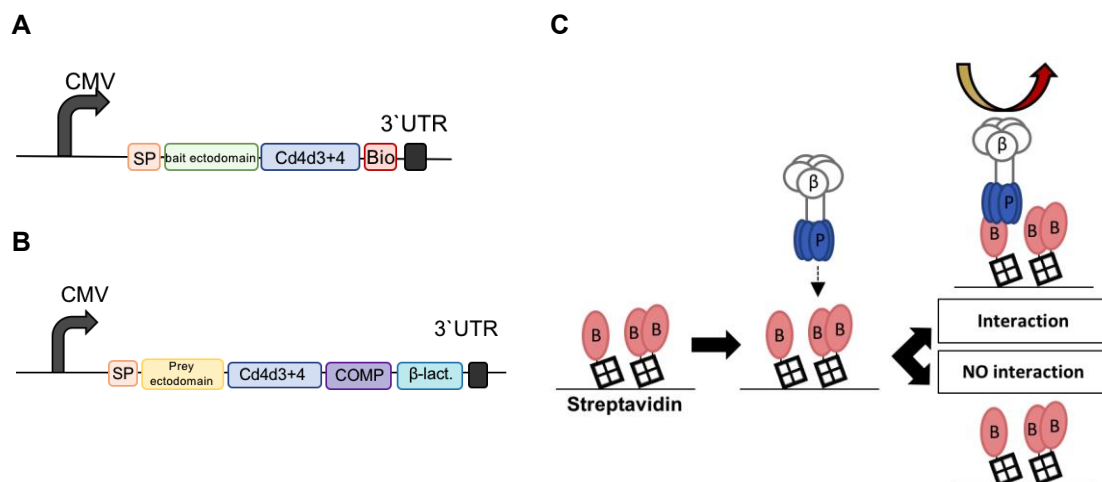 A
CMV
3`UTR
SP
bait ectodomain
Cd4d3+4
Bio
B
CMV
3`UTR
SP
Prey
ectodomain
Cd4d3+4
COMP
β-lact.
C
B
B
B
Streptavidin
β
P
B
B
B
β
P
B
B
B
Interaction
NO interaction
B
B
B